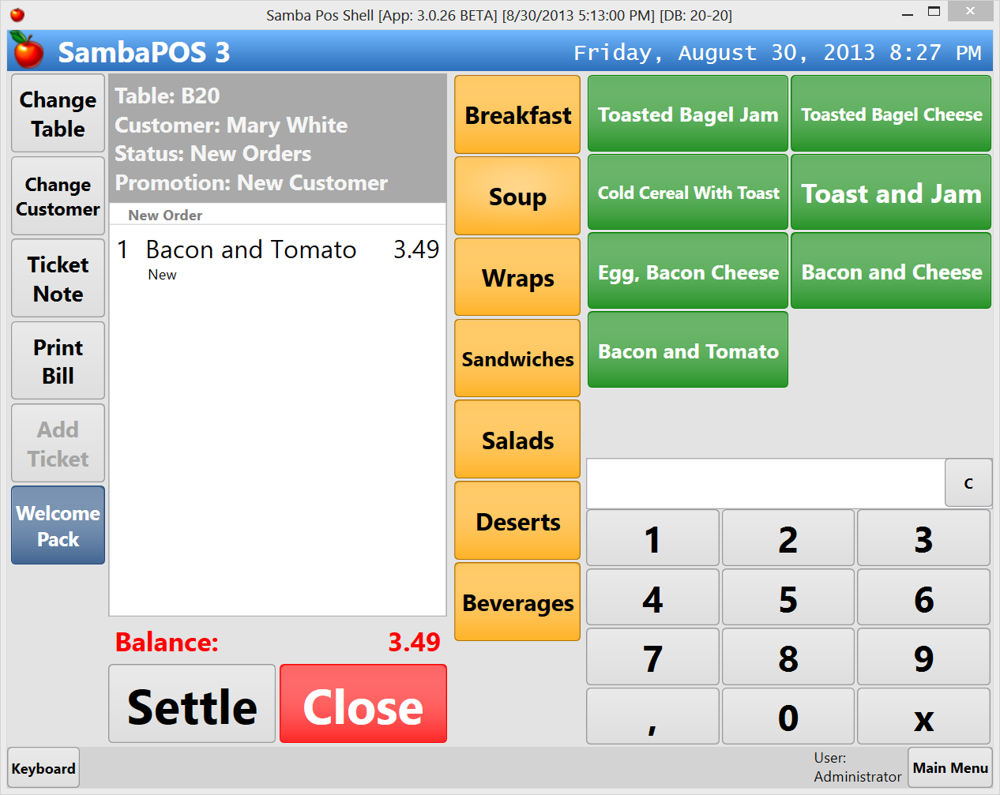 Samba Pos Shell [App: 3.0.26 BETA] [8/30/2013 5:13:00 PM] [DB: 20-20]
SambaPOS 3
Friday, August 30, 2013 8:27 PM
Change
Table
Change
Customer
Ticket
Note
Print
Bill
Add
Ticket
Welcome
Pack
Table: B20
Customer: Mary White
Status: New Orders
Promotion: New Customer
New Order
1 Bacon and Tomato 3.49
New
Balance: 3.49
Settle
Close
Breakfast
Soup
Wraps
Sandwiches
Salads
Deserts
Beverages
Toasted Bagel Jam
Toasted Bagel Cheese
Cold Cereal With Toast
Toast and Jam
Egg, Bacon Cheese
Bacon and Cheese
Bacon and Tomato
C
1 2 3
4 5 6
7 8 9
, 0 x
Keyboard
User:
Administrator
Main Menu